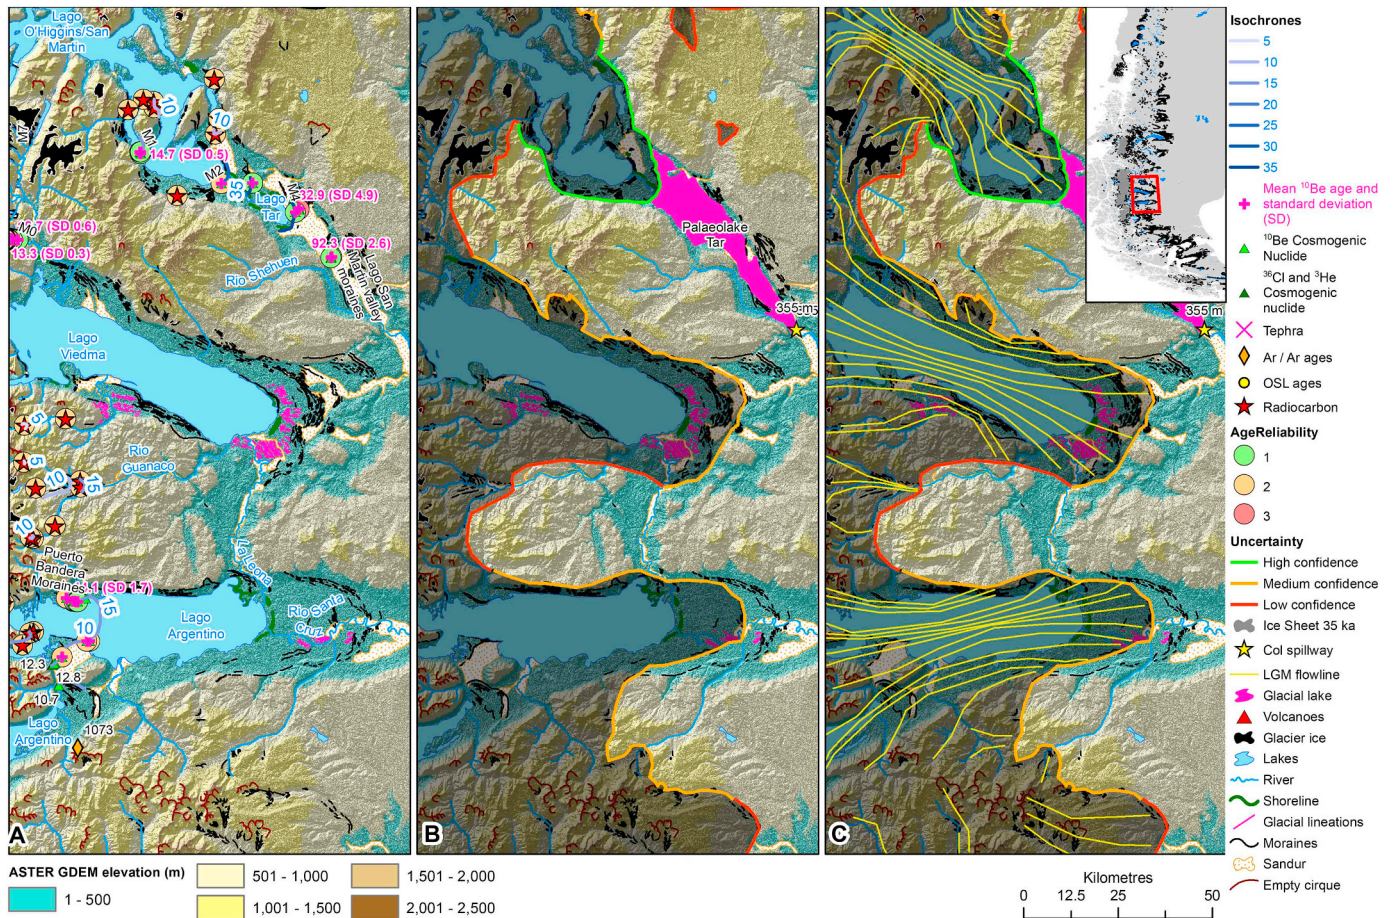 Lago
O'Higgins/San
Martin
10
10
M7
M1
14.7 (SD 0.5)
M2
35
Lago
Tar
32.9 (SD 4.9)
M0
13.3 (SD 0.3)
92.3 (SD 2.6)
Rio Shehuen
Lago San
Martin valley
moraines
Lago
Viedma
5
5
Rio
Guanaco
10
15
10
Puerto
Bandera
Moraines
La Leona
15
10
Lago
Argentino
Rio Santa
Cruz
12.3
12.8
10.7
Lago
Argentino
1073
A
Palaeolake
Tar
355 m
B
355 m
C
Isochrones
5
10
15
20
25
30
35
Mean ¹⁰Be age and
standard deviation
(SD)
¹⁰Be Cosmogenic
Nuclide
³⁶Cl and ³He
Cosmogenic
nuclide
Tephra
Ar / Ar ages
OSL ages
Radiocarbon
AgeReliability
1
2
3
Uncertainty
High confidence
Medium confidence
Low confidence
Ice Sheet 35 ka
Col spillway
LGM flowline
Glacial lake
Volcanoes
Glacier ice
Lakes
River
Shoreline
Glacial lineations
Moraines
Sandur
Empty cirque
ASTER GDEM elevation (m)
1 - 500
501 - 1,000
1,001 - 1,500
1,501 - 2,000
2,001 - 2,500
Kilometres
0 12.5 25 50